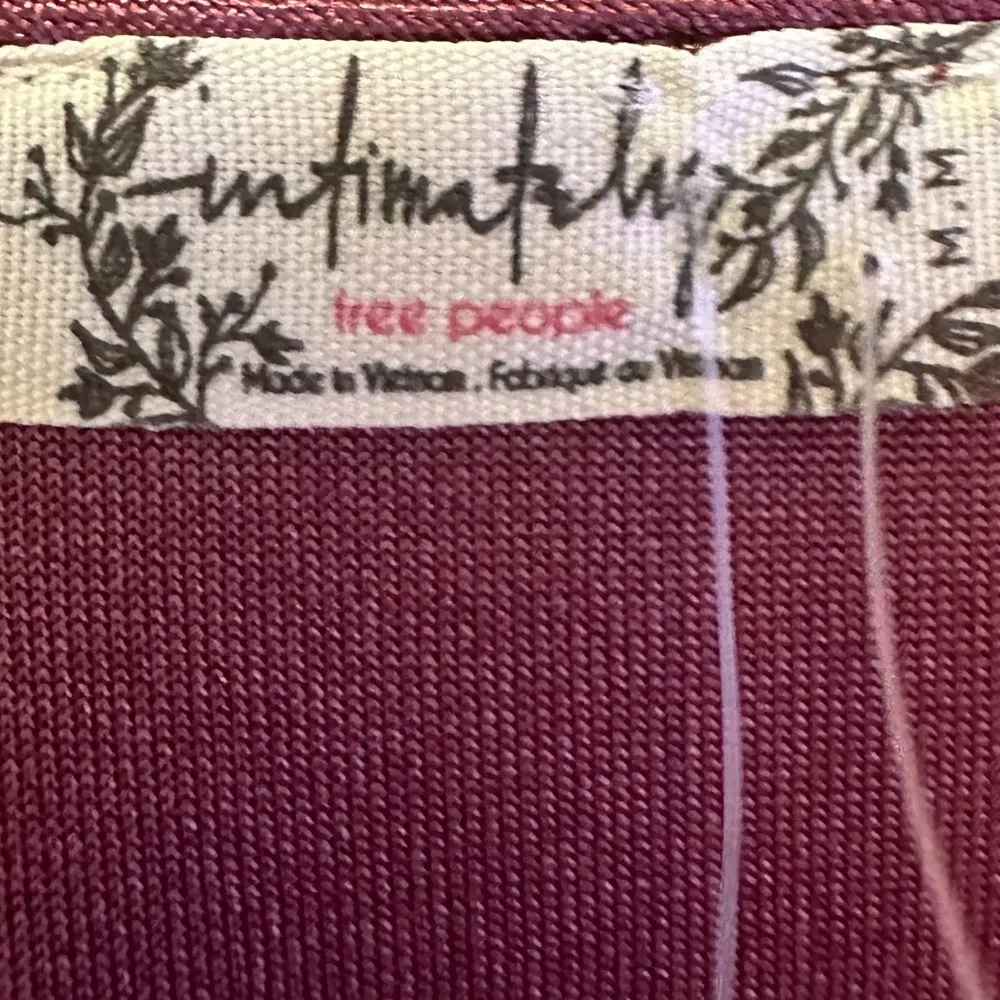 intimately
free people
Made in Vietnam . Fabriqué au Vietnam
M . M